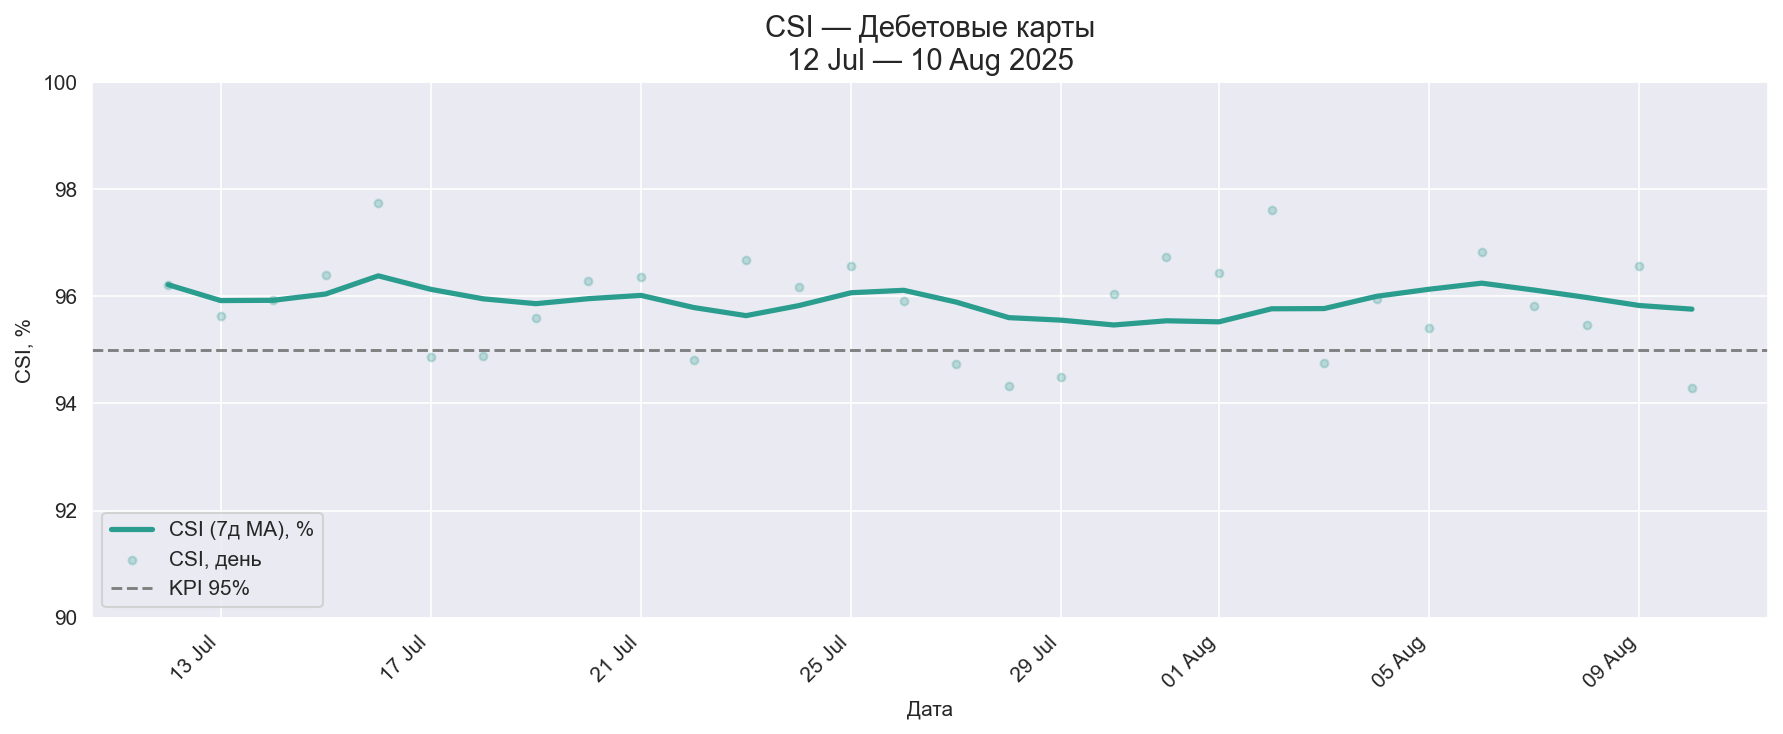 CSI — Дебетовые карты
12 Jul — 10 Aug 2025
100
98
96
94
92
90
CSI, %
CSI (7д MA), %
CSI, день
KPI 95%
13 Jul
17 Jul
21 Jul
25 Jul
29 Jul
01 Aug
05 Aug
09 Aug
Дата